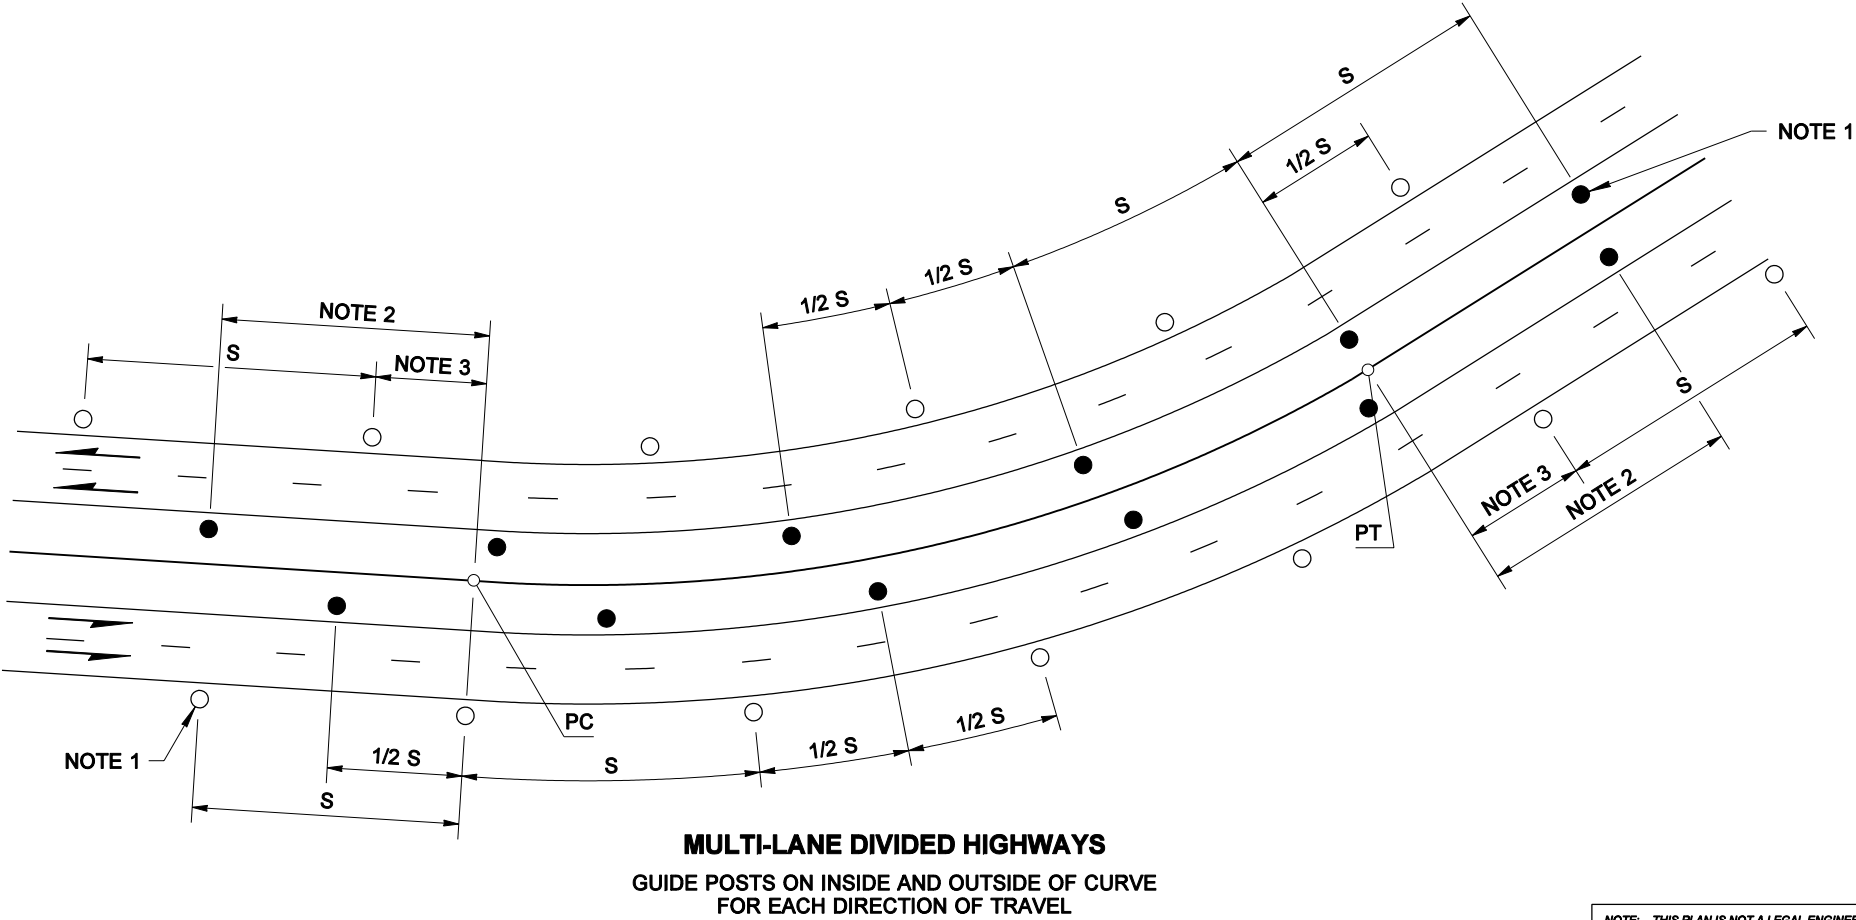 S
NOTE 1
1/2 S
S
1/2 S
1/2 S
NOTE 2
S
NOTE 3
S
NOTE 3
NOTE 2
PT
PC
1/2 S
1/2 S
1/2 S
S
NOTE 1
S
MULTI-LANE DIVIDED HIGHWAYS
GUIDE POSTS ON INSIDE AND OUTSIDE OF CURVE
FOR EACH DIRECTION OF TRAVEL
NOTE: THIS PLAN IS NOT A LEGAL ENGINEE